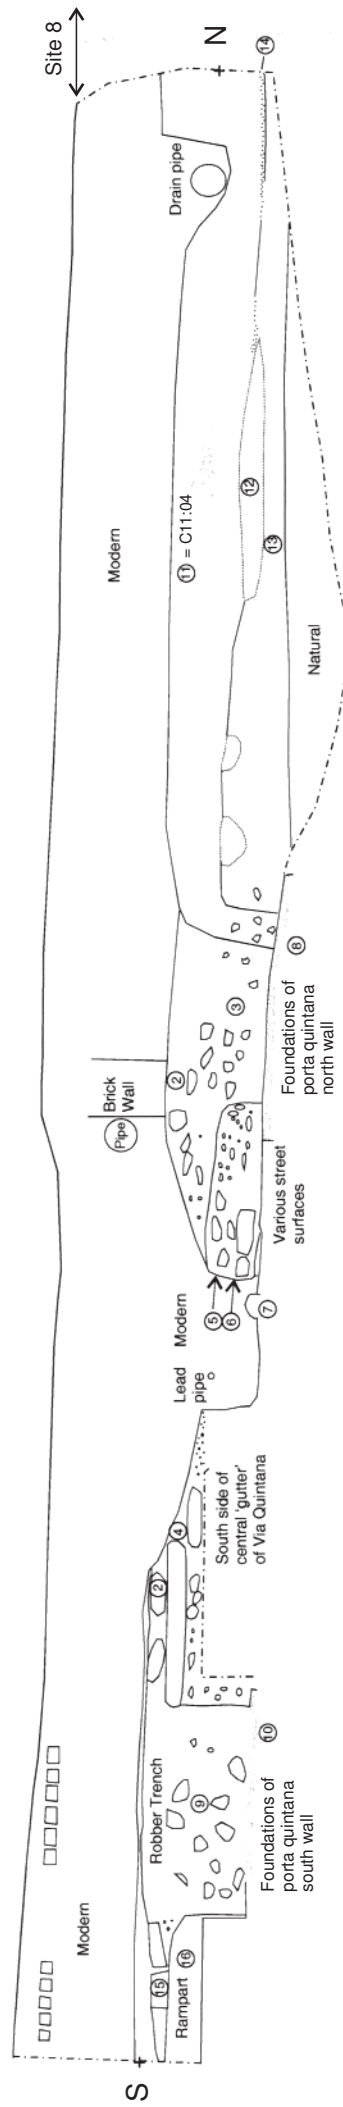 Site 8
N
14
Drain pipe
Modern
11 = C11:04
12
13
Natural
8
Foundations of
porta quintana
north wall
3
2
Brick
Wall
Pipe
Various street
surfaces
5
6
7
Modern
Lead
pipe
South side of
central 'gutter'
of Via Quintana
4
2
Robber Trench
9
10
Foundations of
porta quintana
south wall
Modern
15
Rampart 16
S